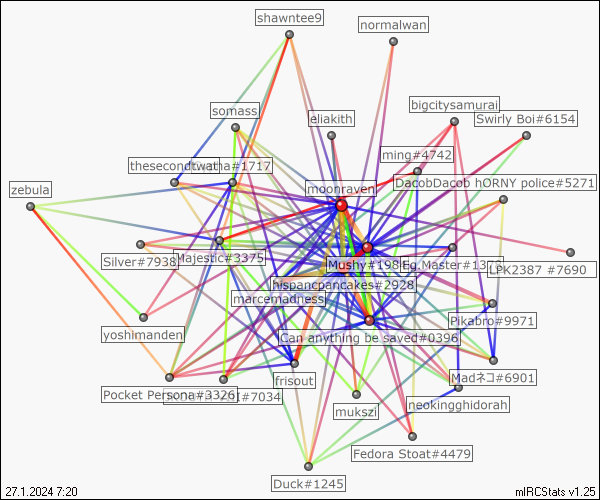 shawntee9
normalwan
bigcitysamurai
somass
eliakith
Swirly Boi#6154
ming#4742
thesecondtwat
tha#1717
DacobDacob hORNY police#5271
zebula
moonraven
Silver#7938
Majestic#3375
Mushy#198
Eg.Master#13
LPK2387 #7690
hispancpancakes#2928
marcemadness
Pikabro#9971
yoshimanden
Can anything be saved#0396
frisout
Madネコ#6901
Pocket Persona#3326
#7034
mukszi
neokingghidorah
Fedora Stoat#4479
Duck#1245
27.1.2024 7:20
mIRCStats v1.25